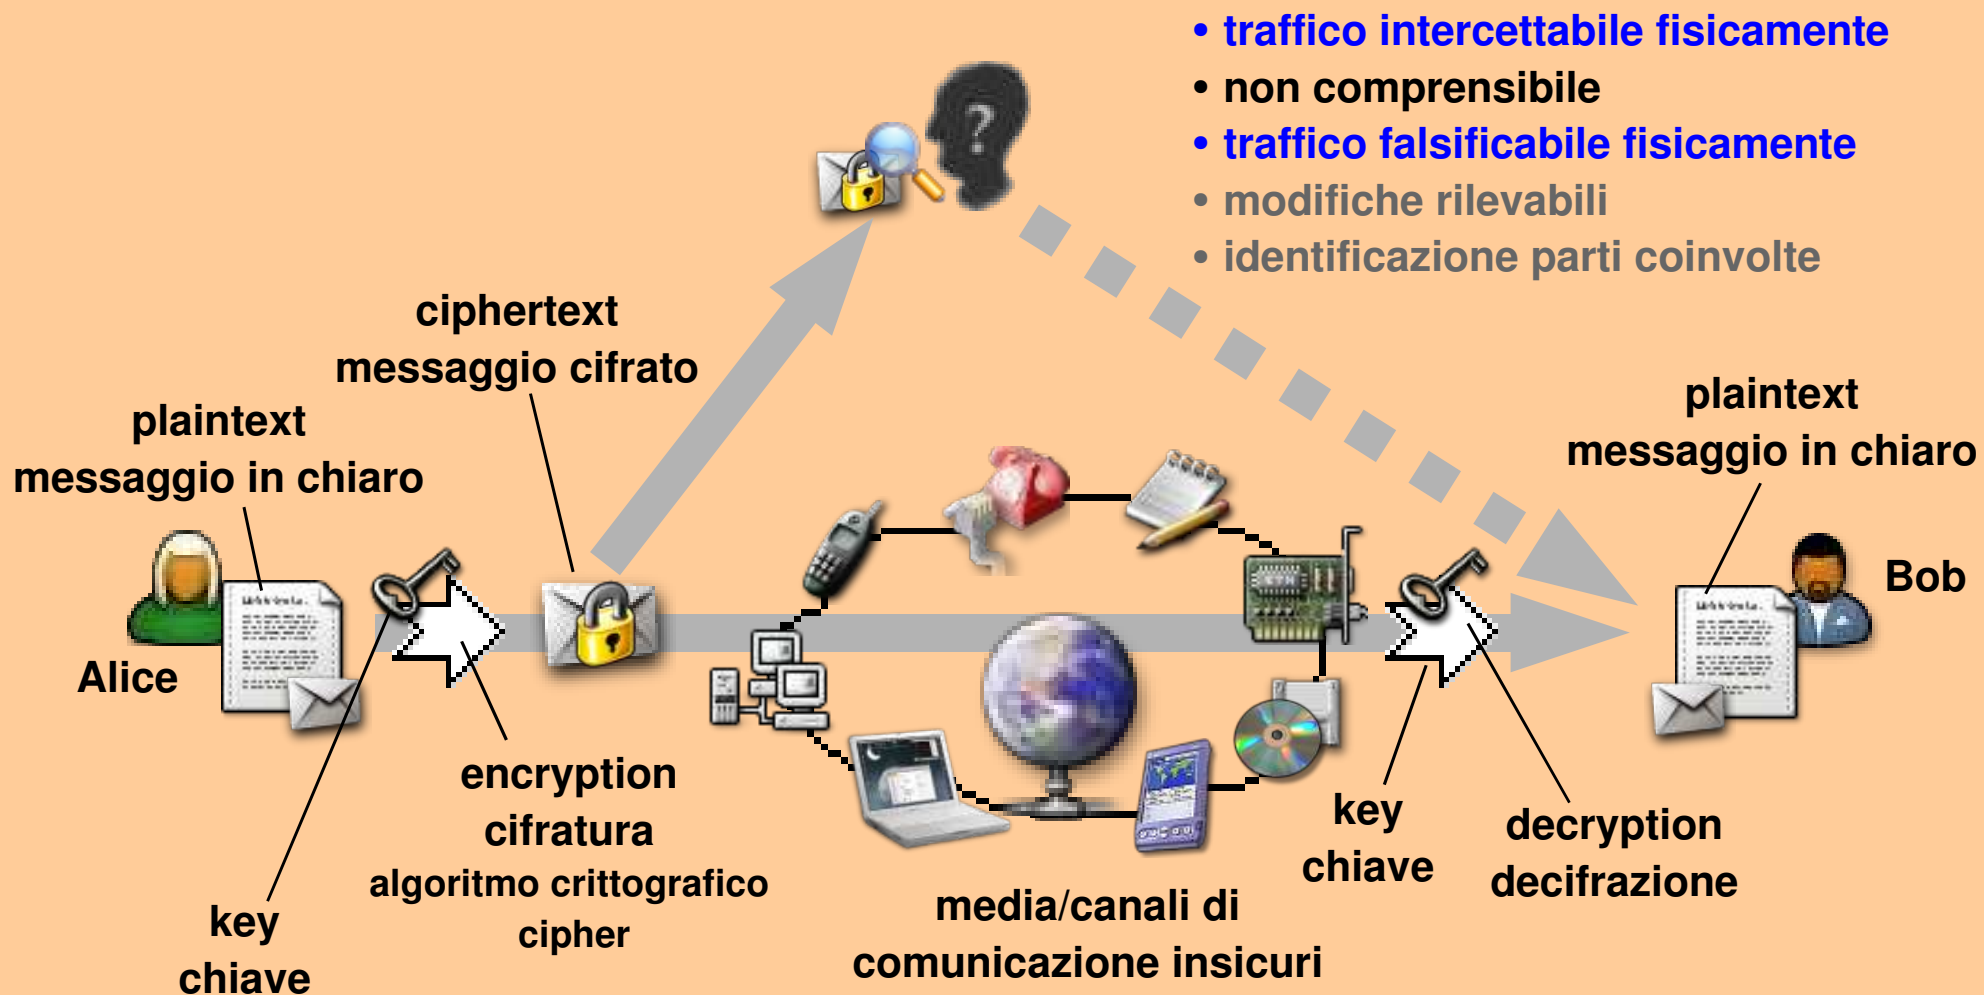 • traffico intercettabile fisicamente
• non comprensibile
• traffico falsificabile fisicamente
• modifiche rilevabili
• identificazione parti coinvolte
ciphertext
messaggio cifrato
plaintext
messaggio in chiaro
plaintext
messaggio in chiaro
Alice
Bob
encryption
cifratura
algoritmo crittografico
cipher
key
chiave
media/canali di
comunicazione insicuri
key
chiave
decryption
decifrazione
?